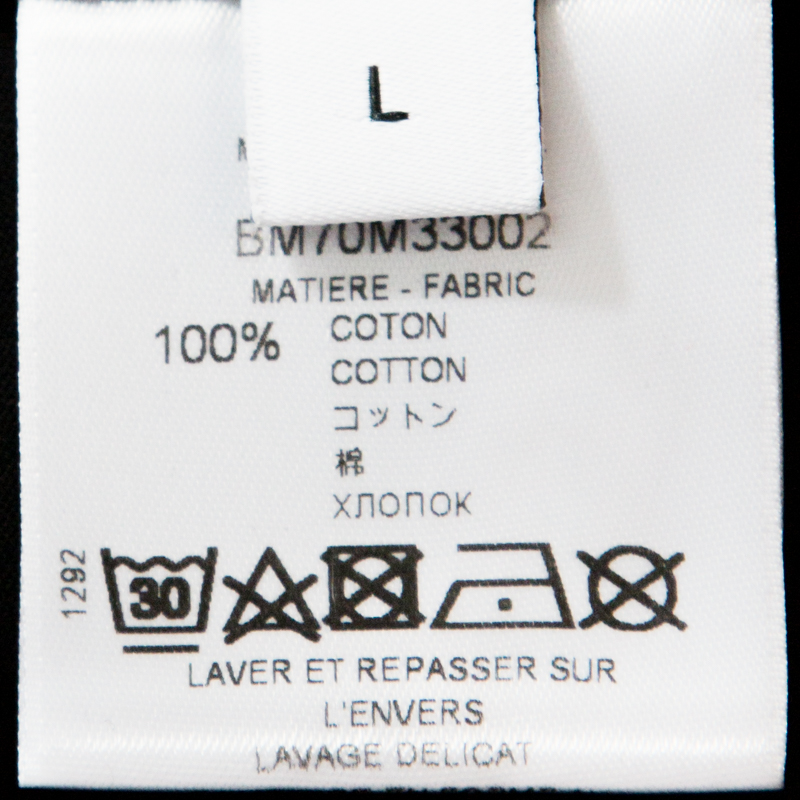 L
BM70M33002
MATIERE - FABRIC
100% COTON
COTTON
コットン
棉
ХЛОПОК
1292
30
LAVER ET REPASSER SUR
L'ENVERS
LAVAGE DELICAT